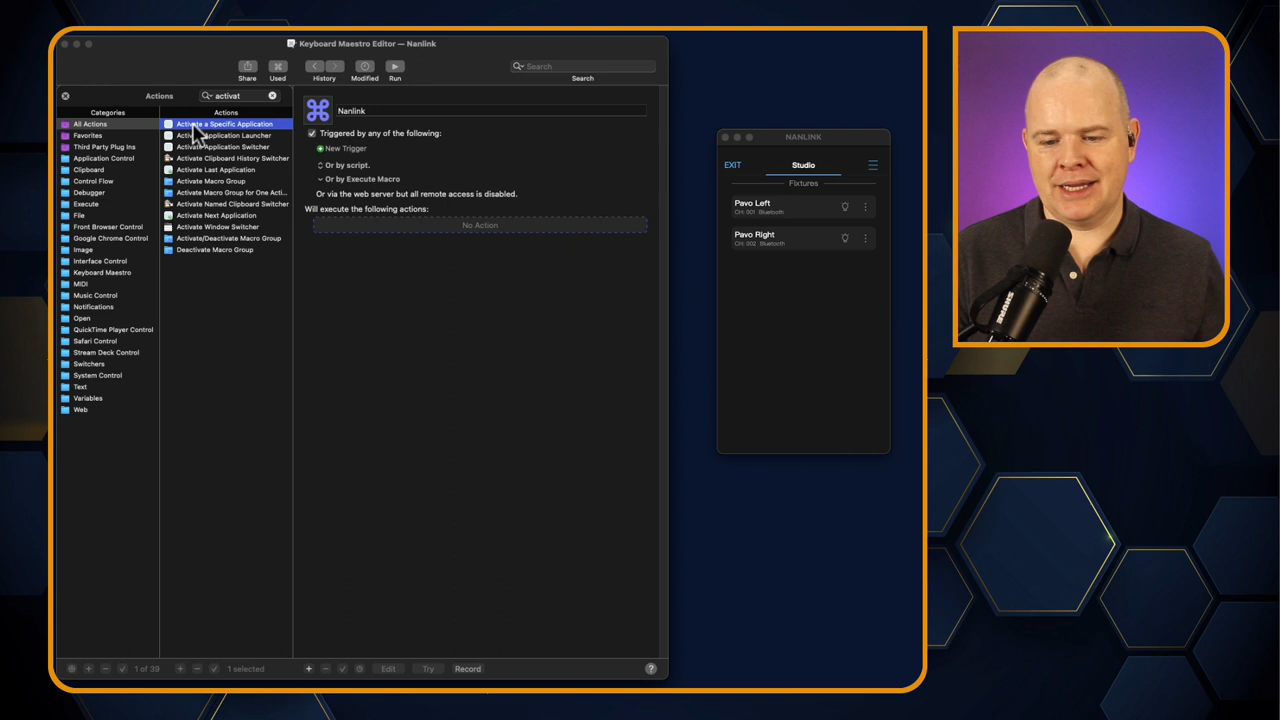 Keyboard Maestro Editor — Nanlink
Share
Used
History
Modified
Run
Search
Search
Actions
activat
Categories
Actions
All Actions
Favorites
Third Party Plug Ins
Application Control
Clipboard
Control Flow
Debugger
Execute
File
Front Browser Control
Google Chrome Control
Image
Interface Control
Keyboard Maestro
MIDI
Music Control
Notifications
Open
QuickTime Player Control
Safari Control
Stream Deck Control
Switchers
System Control
Text
Variables
Web
Activate a Specific Application
Application Launcher
Application Switcher
Activate Clipboard History Switcher
Activate Last Application
Activate Macro Group
Activate Macro Group for One Acti...
Activate Named Clipboard Switcher
Activate Next Application
Activate Window Switcher
Activate/Deactivate Macro Group
Deactivate Macro Group
Nanlink
Triggered by any of the following:
New Trigger
Or by script.
Or by Execute Macro
Or via the web server but all remote access is disabled.
Will execute the following actions:
No Action
1 of 39
1 selected
Edit
Try
Record
?
NANLINK
EXIT
Studio
Fixtures
Pavo Left
CH: 001 Bluetooth
Pavo Right
CH: 002 Bluetooth
SHURE